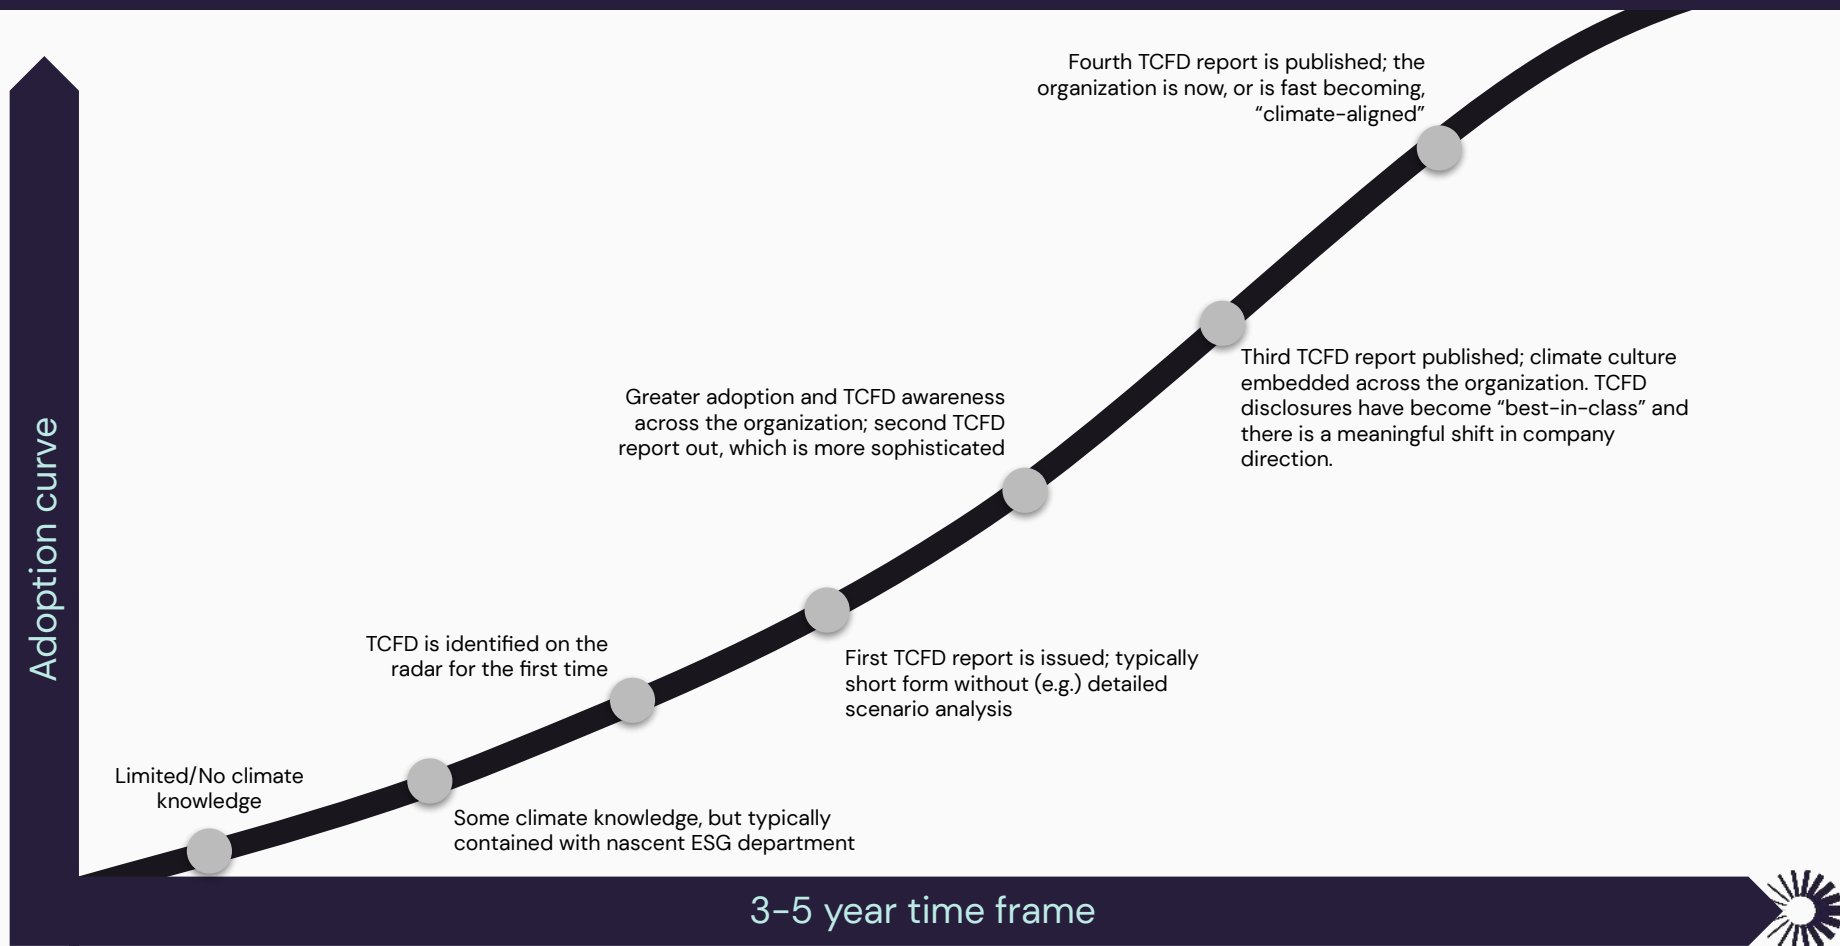 Fourth TCFD report is published; the
organization is now, or is fast becoming,
“climate-aligned”
Third TCFD report published; climate culture
embedded across the organization. TCFD
disclosures have become “best-in-class” and
there is a meaningful shift in company
direction.
Greater adoption and TCFD awareness
across the organization; second TCFD
report out, which is more sophisticated
TCFD is identified on the
radar for the first time
First TCFD report is issued; typically
short form without (e.g.) detailed
scenario analysis
Limited/No climate
knowledge
Some climate knowledge, but typically
contained with nascent ESG department
Adoption curve
3-5 year time frame